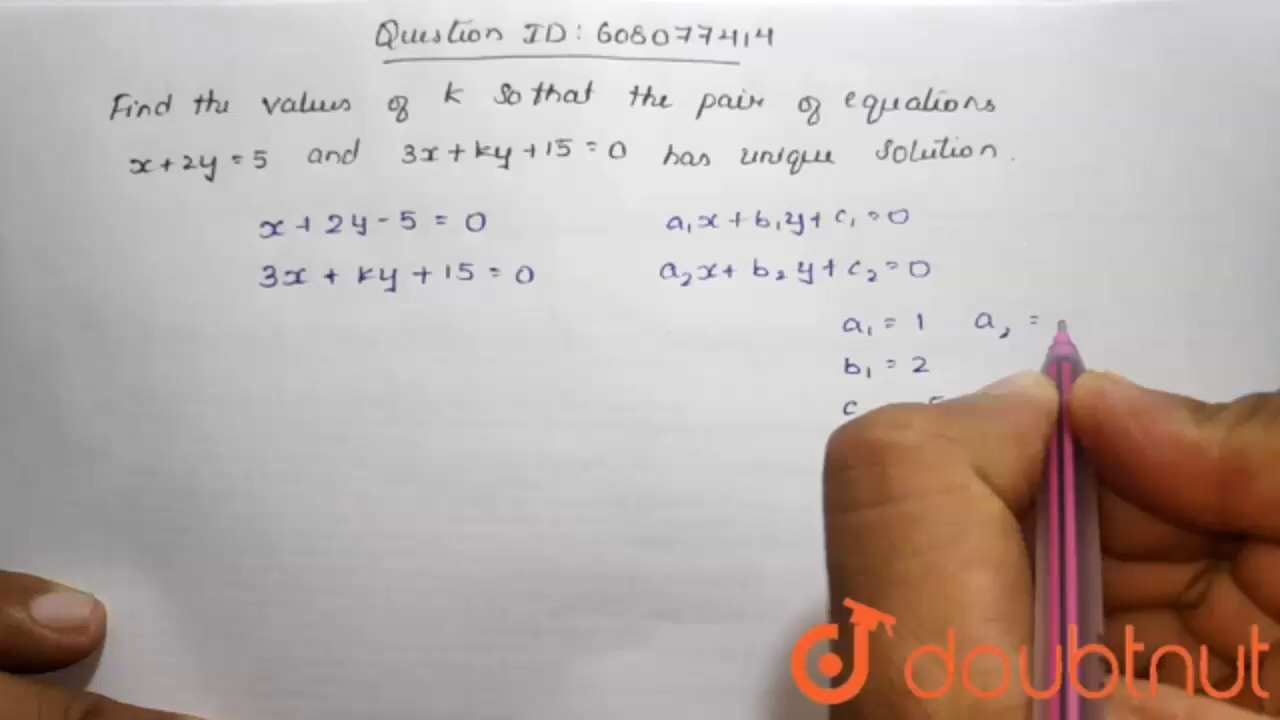 Question ID: 608077414
Find the values of k so that the pair of equations
x + 2y = 5 and 3x + ky + 15 = 0 has unique solution.
x + 2y - 5 = 0
3x + ky + 15 = 0
a₁x + b₁y + c₁ = 0
a₂x + b₂y + c₂ = 0
a₁ = 1 a₂ =
b₁ = 2
c
doubtnut